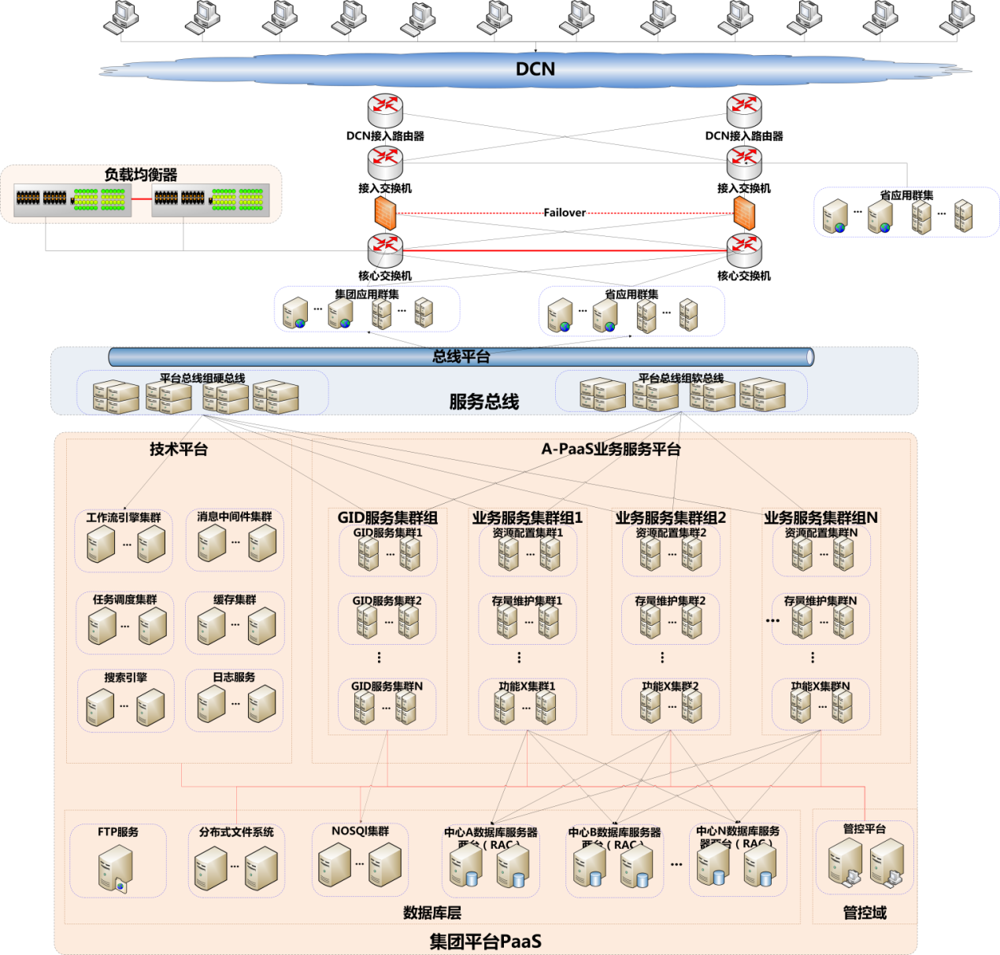 DCN
DCN接入路由器
DCN接入路由器
负载均衡器
接入交换机
接入交换机
省应用群集
Failover
核心交换机
核心交换机
集团应用群集
省应用群集
总线平台
平台总线组硬总线
平台总线组软总线
服务总线
技术平台
A-PaaS业务服务平台
工作流引擎集群
消息中间件集群
GID服务集群组
业务服务集群组1
业务服务集群组2
业务服务集群组N
GID服务集群1
资源配置集群1
资源配置集群2
资源配置集群N
任务调度集群
缓存集群
GID服务集群2
存量维护集群1
存量维护集群2
存量维护集群N
搜索引擎
日志服务
GID服务集群N
功能X集群1
功能X集群2
功能X集群N
FTP服务
分布式文件系统
NOSQl集群
中心A数据库服务器
两台（RAC）
中心B数据库服务器
两台（RAC）
中心N数据库服务
器两台（RAC）
管控平台
数据库层
管控域
集团平台PaaS